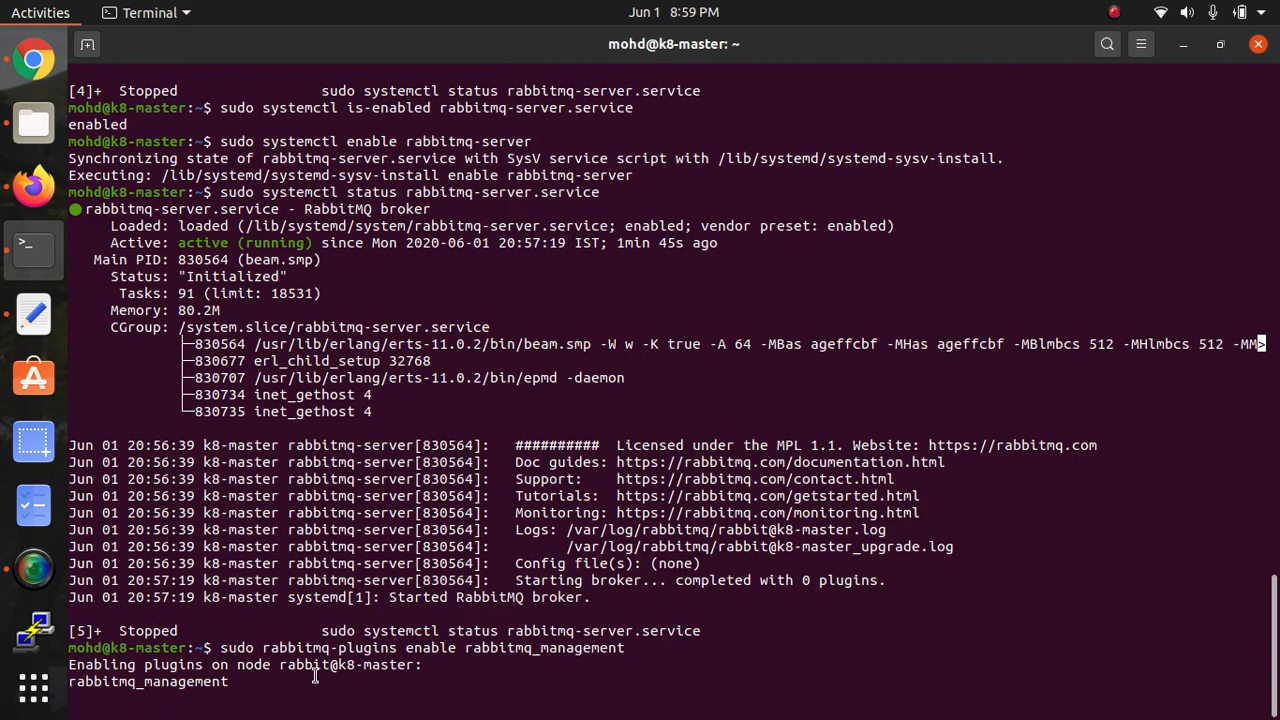 Activities
Terminal
Jun 1 8:59 PM
mohd@k8-master: ~
[4]+  Stopped                 sudo systemctl status rabbitmq-server.service
mohd@k8-master:~$ sudo systemctl is-enabled rabbitmq-server.service
enabled
mohd@k8-master:~$ sudo systemctl enable rabbitmq-server
Synchronizing state of rabbitmq-server.service with SysV service script with /lib/systemd/systemd-sysv-install.
Executing: /lib/systemd/systemd-sysv-install enable rabbitmq-server
mohd@k8-master:~$ sudo systemctl status rabbitmq-server.service
● rabbitmq-server.service - RabbitMQ broker
     Loaded: loaded (/lib/systemd/system/rabbitmq-server.service; enabled; vendor preset: enabled)
     Active: active (running) since Mon 2020-06-01 20:57:19 IST; 1min 45s ago
   Main PID: 830564 (beam.smp)
     Status: "Initialized"
      Tasks: 91 (limit: 18531)
     Memory: 80.2M
     CGroup: /system.slice/rabbitmq-server.service
             ├─830564 /usr/lib/erlang/erts-11.0.2/bin/beam.smp -W w -K true -A 64 -MBas ageffcbf -MHas ageffcbf -MBlmbcs 512 -MHlmbcs 512 -MM>
             ├─830677 erl_child_setup 32768
             ├─830707 /usr/lib/erlang/erts-11.0.2/bin/epmd -daemon
             ├─830734 inet_gethost 4
             └─830735 inet_gethost 4
Jun 01 20:56:39 k8-master rabbitmq-server[830564]:   ##########  Licensed under the MPL 1.1. Website: https://rabbitmq.com
Jun 01 20:56:39 k8-master rabbitmq-server[830564]:   Doc guides: https://rabbitmq.com/documentation.html
Jun 01 20:56:39 k8-master rabbitmq-server[830564]:   Support:    https://rabbitmq.com/contact.html
Jun 01 20:56:39 k8-master rabbitmq-server[830564]:   Tutorials:  https://rabbitmq.com/getstarted.html
Jun 01 20:56:39 k8-master rabbitmq-server[830564]:   Monitoring: https://rabbitmq.com/monitoring.html
Jun 01 20:56:39 k8-master rabbitmq-server[830564]:   Logs: /var/log/rabbitmq/rabbit@k8-master.log
Jun 01 20:56:39 k8-master rabbitmq-server[830564]:         /var/log/rabbitmq/rabbit@k8-master_upgrade.log
Jun 01 20:56:39 k8-master rabbitmq-server[830564]:   Config file(s): (none)
Jun 01 20:57:19 k8-master rabbitmq-server[830564]:   Starting broker... completed with 0 plugins.
Jun 01 20:57:19 k8-master systemd[1]: Started RabbitMQ broker.
[5]+  Stopped                 sudo systemctl status rabbitmq-server.service
mohd@k8-master:~$ sudo rabbitmq-plugins enable rabbitmq_management
Enabling plugins on node rabbit@k8-master:
rabbitmq_management